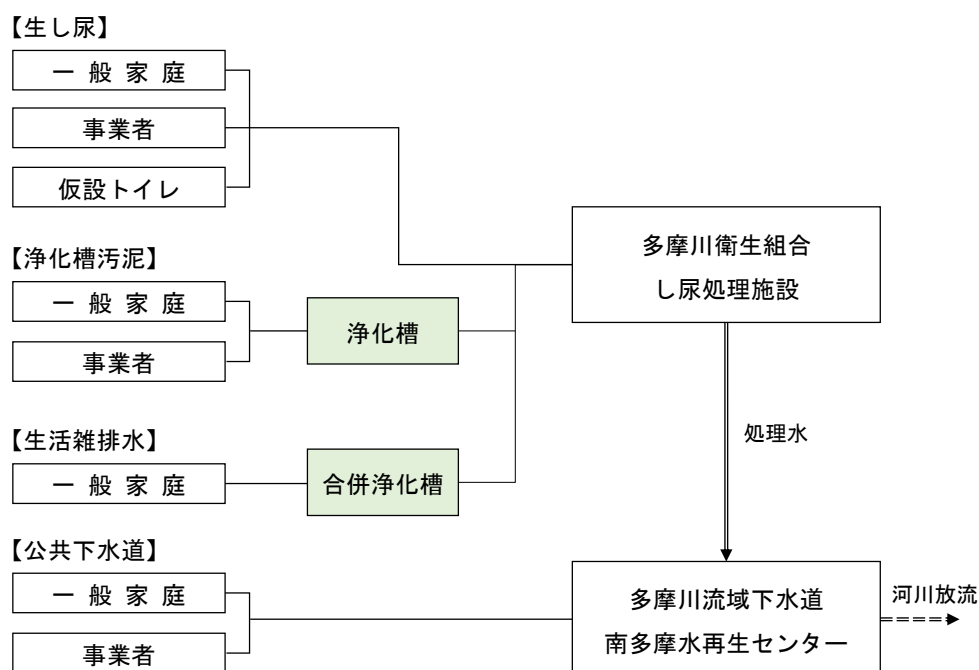 【生し尿】
一 般 家 庭
事業者
仮設トイレ
【浄化槽汚泥】
一 般 家 庭
事業者
浄化槽
【生活雑排水】
一 般 家 庭
合併浄化槽
【公共下水道】
一 般 家 庭
事業者
多摩川衛生組合
し尿処理施設
処理水
多摩川流域下水道
南多摩水再生センター
河川放流